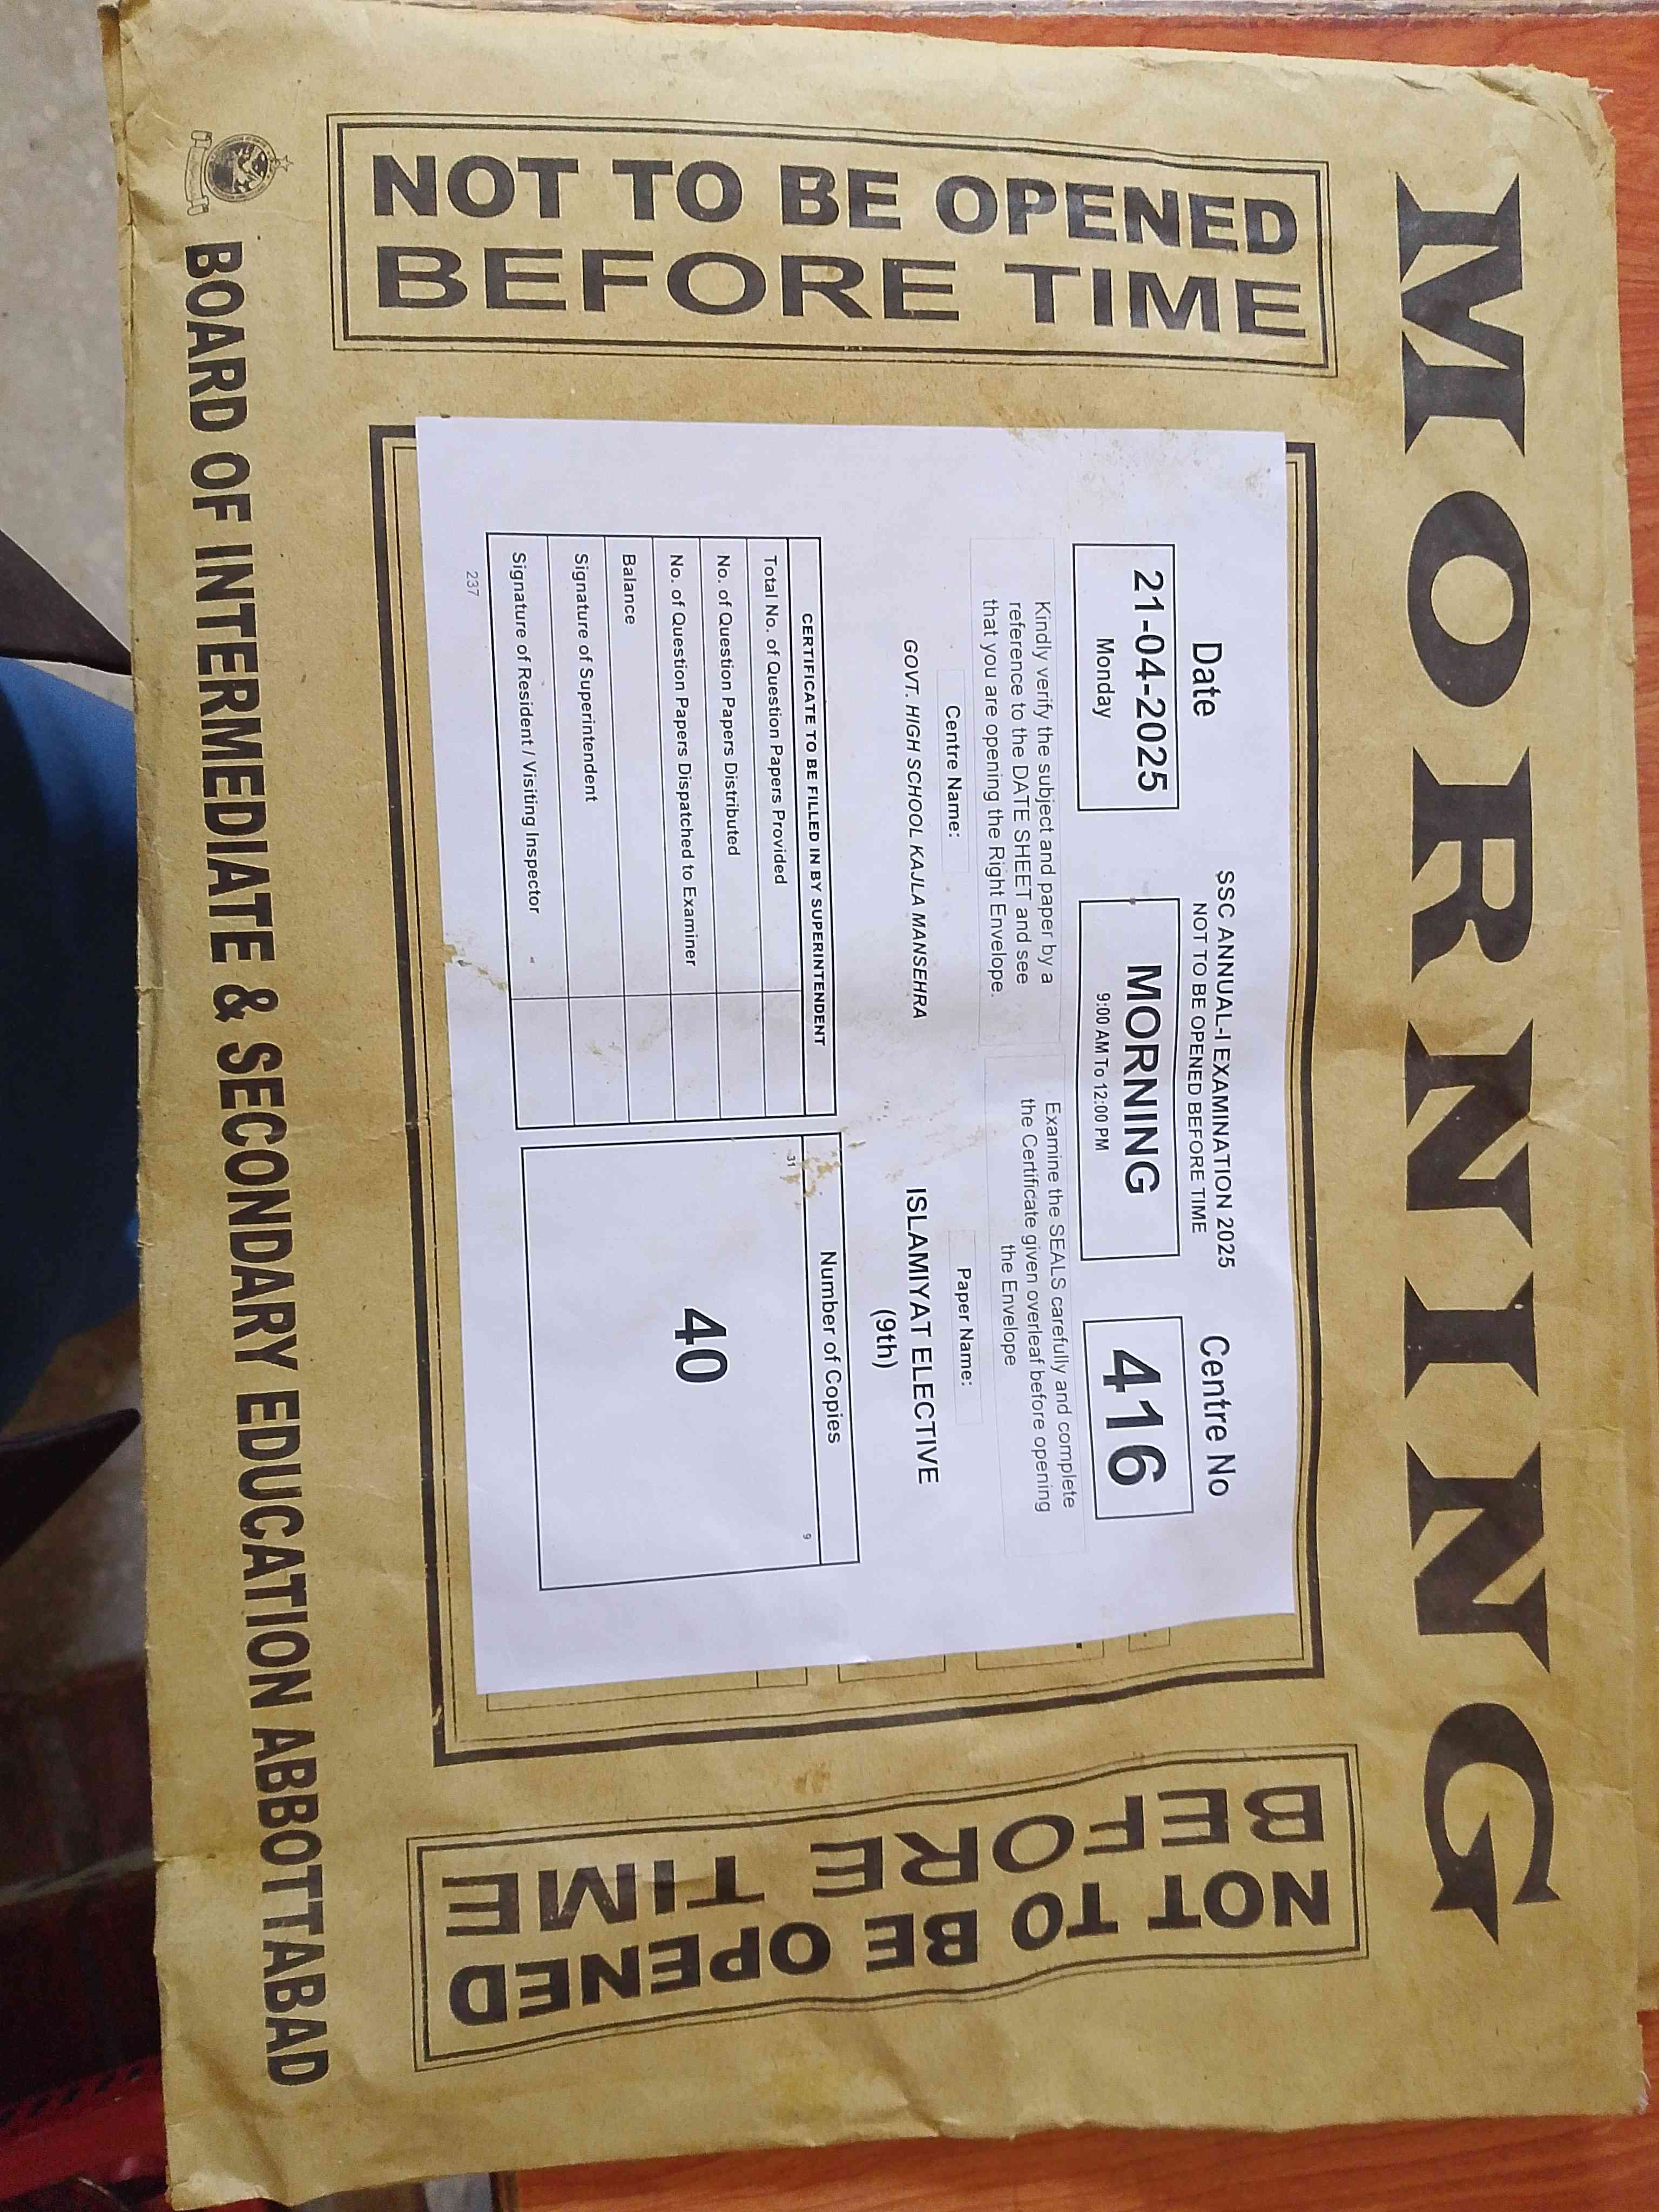 MORNING
NOT TO BE OPENED
BEFORE TIME
Date
21-04-2025
Monday
SSC ANNUAL-I EXAMINATION 2025
NOT TO BE OPENED BEFORE TIME
MORNING
9:00 AM To 12:00 PM
Centre No
416
Kindly verify the subject and paper by a
reference to the DATE SHEET and see
that you are opening the Right Envelope.
Examine the SEALS carefully and complete
the Certificate given overleaf before opening
the Envelope
Centre Name:
GOVT. HIGH SCHOOL KAJLA MANSEHRA
Paper Name:
ISLAMIYAT ELECTIVE
(9th)
CERTIFICATE TO BE FILLED IN BY SUPERINTENDENT
Total No. of Question Papers Provided
No. of Question Papers Distributed
No. of Question Papers Dispatched to Examiner
Balance
Signature of Superintendent
Signature of Resident / Visiting Inspector
237
Number of Copies
31
9
40
NOT TO BE OPENED
BEFORE TIME
BOARD OF INTERMEDIATE & SECONDARY EDUCATION ABBOTTABAD